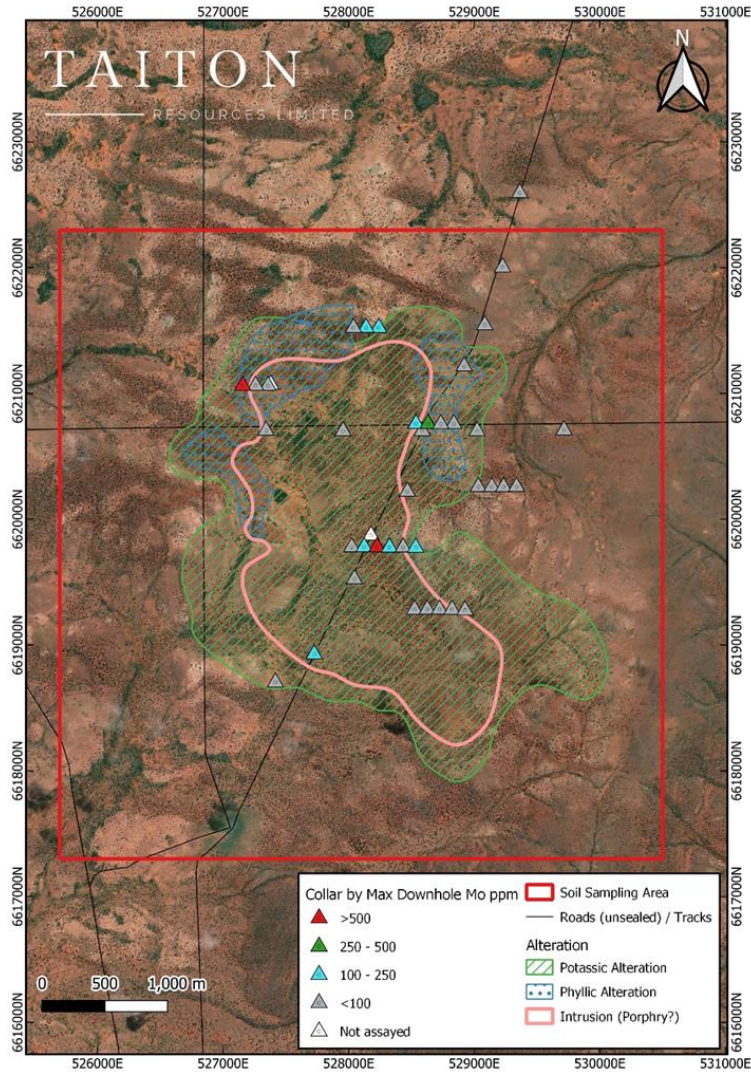 526000E 527000E 528000E 529000E 530000E 531000E
TAITON
RESOURCES LIMITED
N
6623000N 6623000N
6622000N 6622000N
6621000N 6621000N
6620000N 6620000N
6619000N 6619000N
6618000N 6618000N
6617000N 6617000N
6616000N 6616000N
Collar by Max Downhole Mo ppm
>500
250 - 500
100 - 250
<100
Not assayed
Soil Sampling Area
Roads (unsealed) / Tracks
Alteration
Potassic Alteration
Phyllic Alteration
Intrusion (Porphry?)
0 500 1,000 m
526000E 527000E 528000E 529000E 530000E 531000E